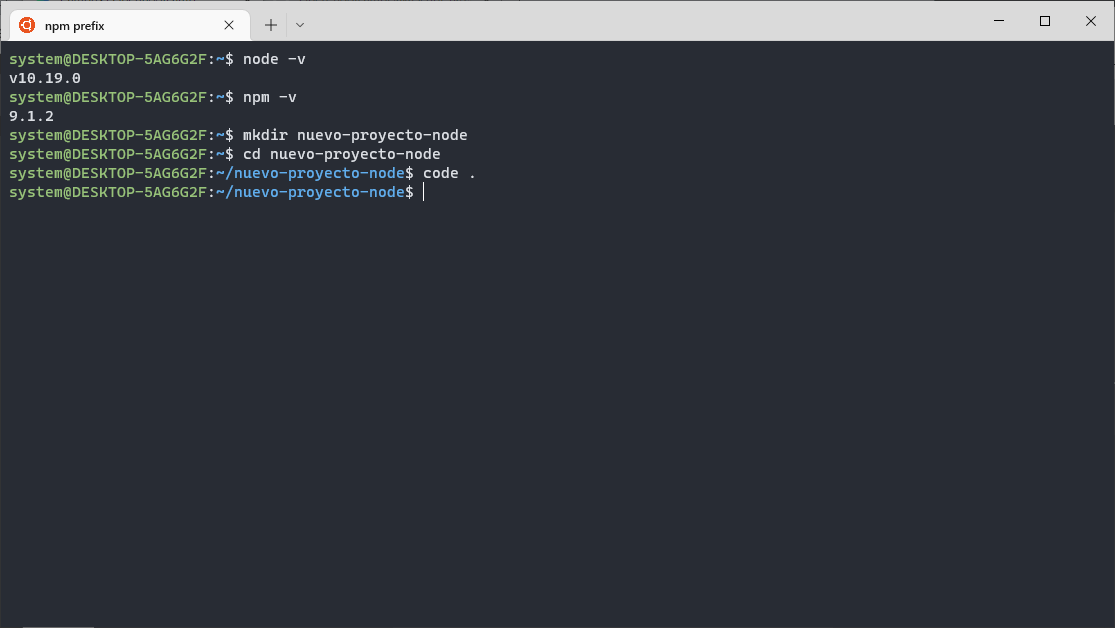 npm prefix
system@DESKTOP-5AG6G2F:~$ node -v
v10.19.0
system@DESKTOP-5AG6G2F:~$ npm -v
9.1.2
system@DESKTOP-5AG6G2F:~$ mkdir nuevo-proyecto-node
system@DESKTOP-5AG6G2F:~$ cd nuevo-proyecto-node
system@DESKTOP-5AG6G2F:~/nuevo-proyecto-node$ code .
system@DESKTOP-5AG6G2F:~/nuevo-proyecto-node$